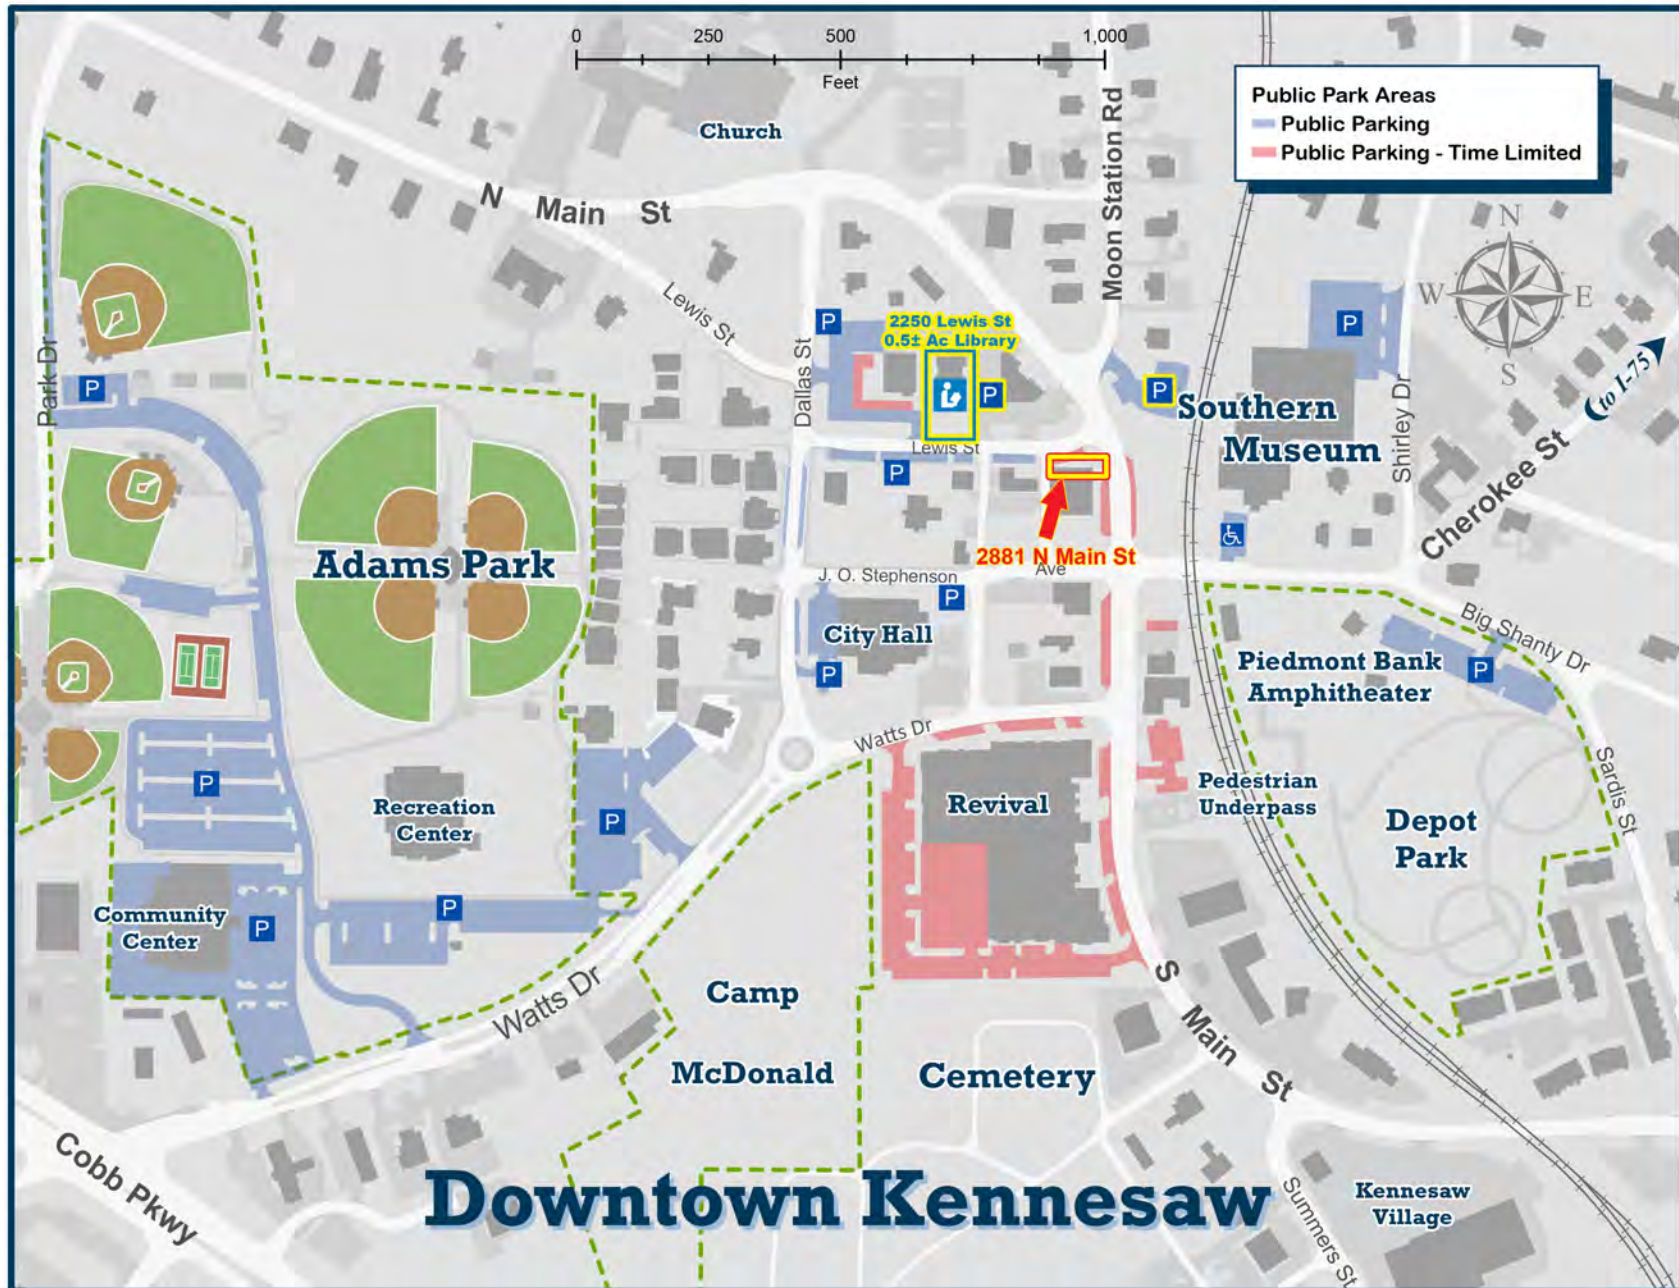 0 250 500 1,000
Feet
Public Park Areas
Public Parking
Public Parking - Time Limited
Church
N Main St
Moon Station Rd
N
W E
S
to I-75
Lewis St
Dallas St
P
2250 Lewis St
0.5± Ac Library
P
P
P
Park Dr
P
Southern
Museum
Shirley Dr
Cherokee St
Lewis St
P
2881 N Main St
Adams Park
J. O. Stephenson Ave
P
City Hall
P
Big Shanty Dr
Piedmont Bank
Amphitheater
P
Watts Dr
Sardis St
P
Recreation
Center
P
Revival
Pedestrian
Underpass
Depot
Park
Community
Center
P
P
Watts Dr
Camp
McDonald
Cemetery
S Main St
Cobb Pkwy
Downtown Kennesaw
Summers St
Kennesaw
Village